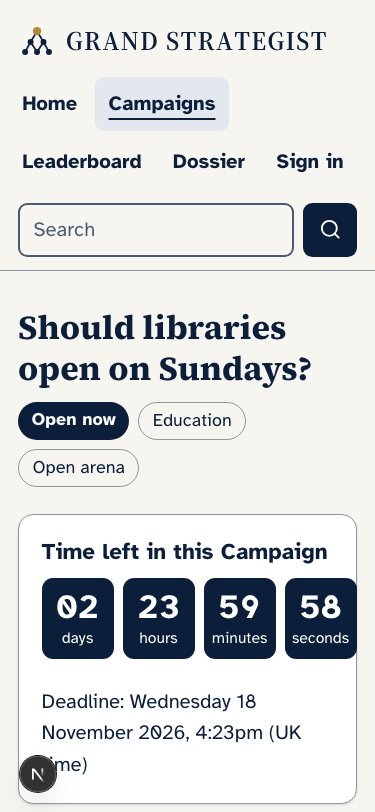 GRAND STRATEGIST
Home Campaigns
Leaderboard Dossier Sign in
Search
Should libraries
open on Sundays?
Open now Education
Open arena
Time left in this Campaign
02 23 59 58
days hours minutes seconds
Deadline: Wednesday 18
November 2026, 4:23pm (UK
ime)
N